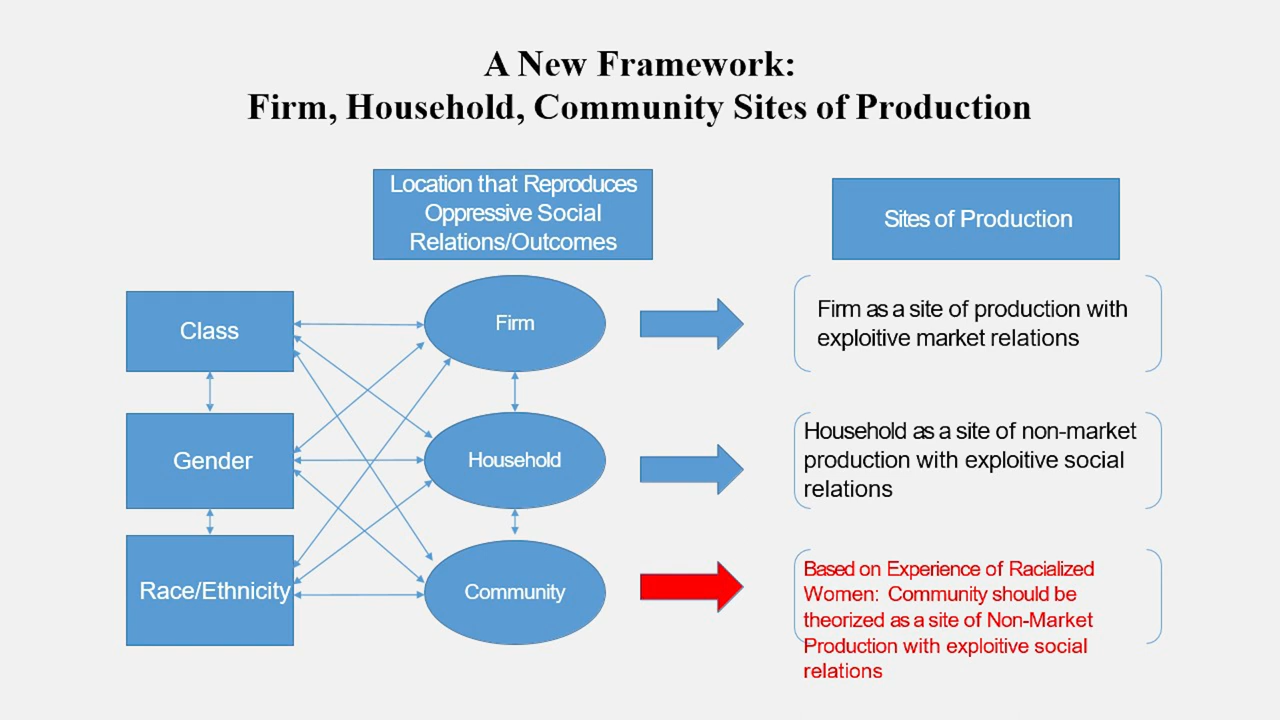 A New Framework:
Firm, Household, Community Sites of Production
Location that Reproduces
Oppressive Social
Relations/Outcomes
Sites of Production
Class
Firm
Firm as a site of production with
exploitive market relations
Gender
Household
Household as a site of non-market
production with exploitive social
relations
Race/Ethnicity
Community
Based on Experience of Racialized
Women: Community should be
theorized as a site of Non-Market
Production with exploitive social
relations